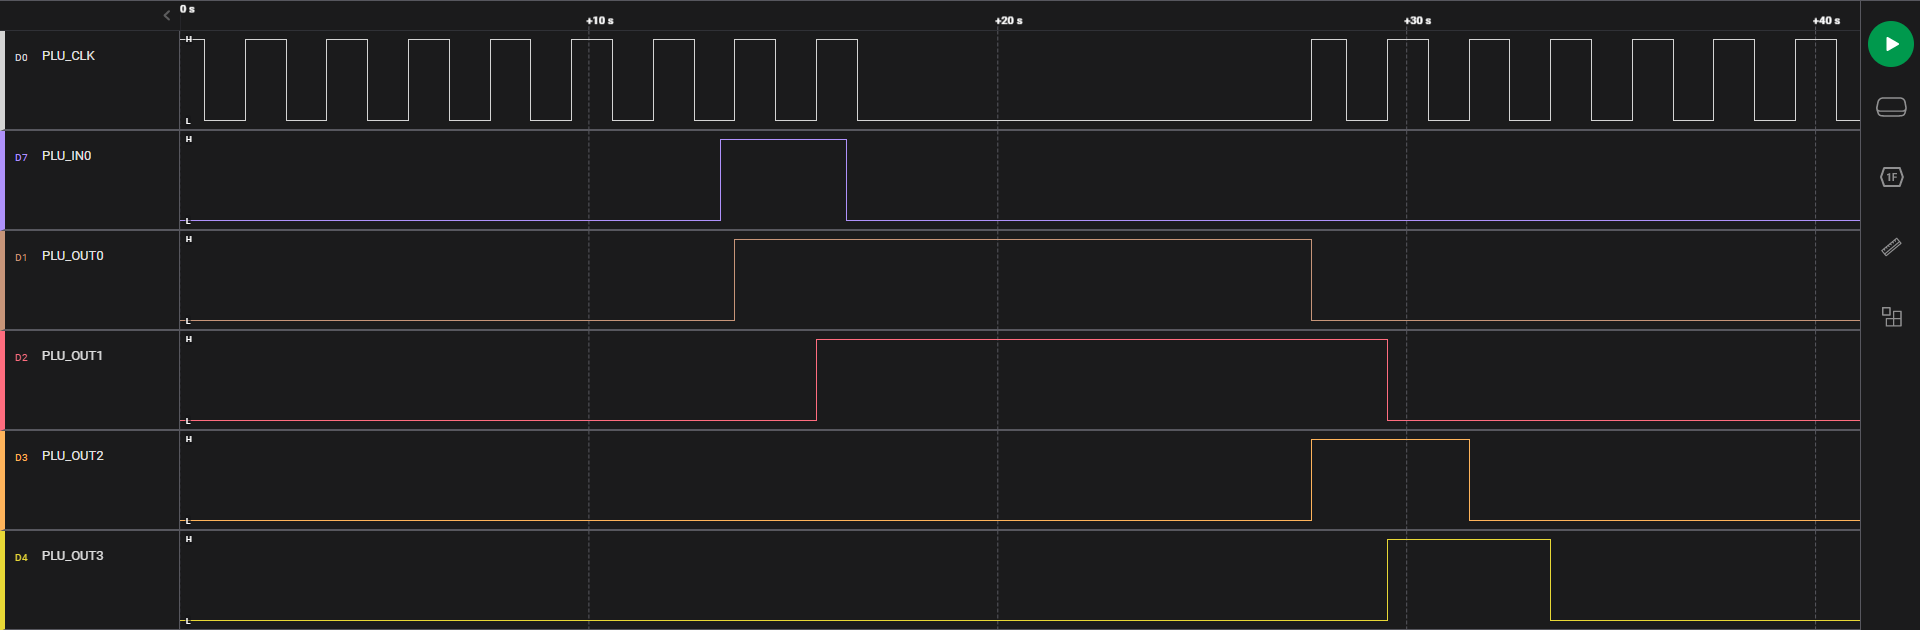 0 s
+10 s
+20 s
+30 s
+40 s
D0 PLU_CLK
H
L
D7 PLU_IN0
H
L
1F
D1 PLU_OUT0
H
L
D2 PLU_OUT1
H
L
D3 PLU_OUT2
H
L
D4 PLU_OUT3
H
L